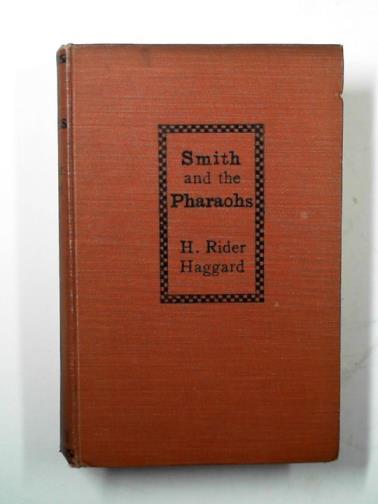 Smith
and the
Pharaohs
H. Rider
Haggard